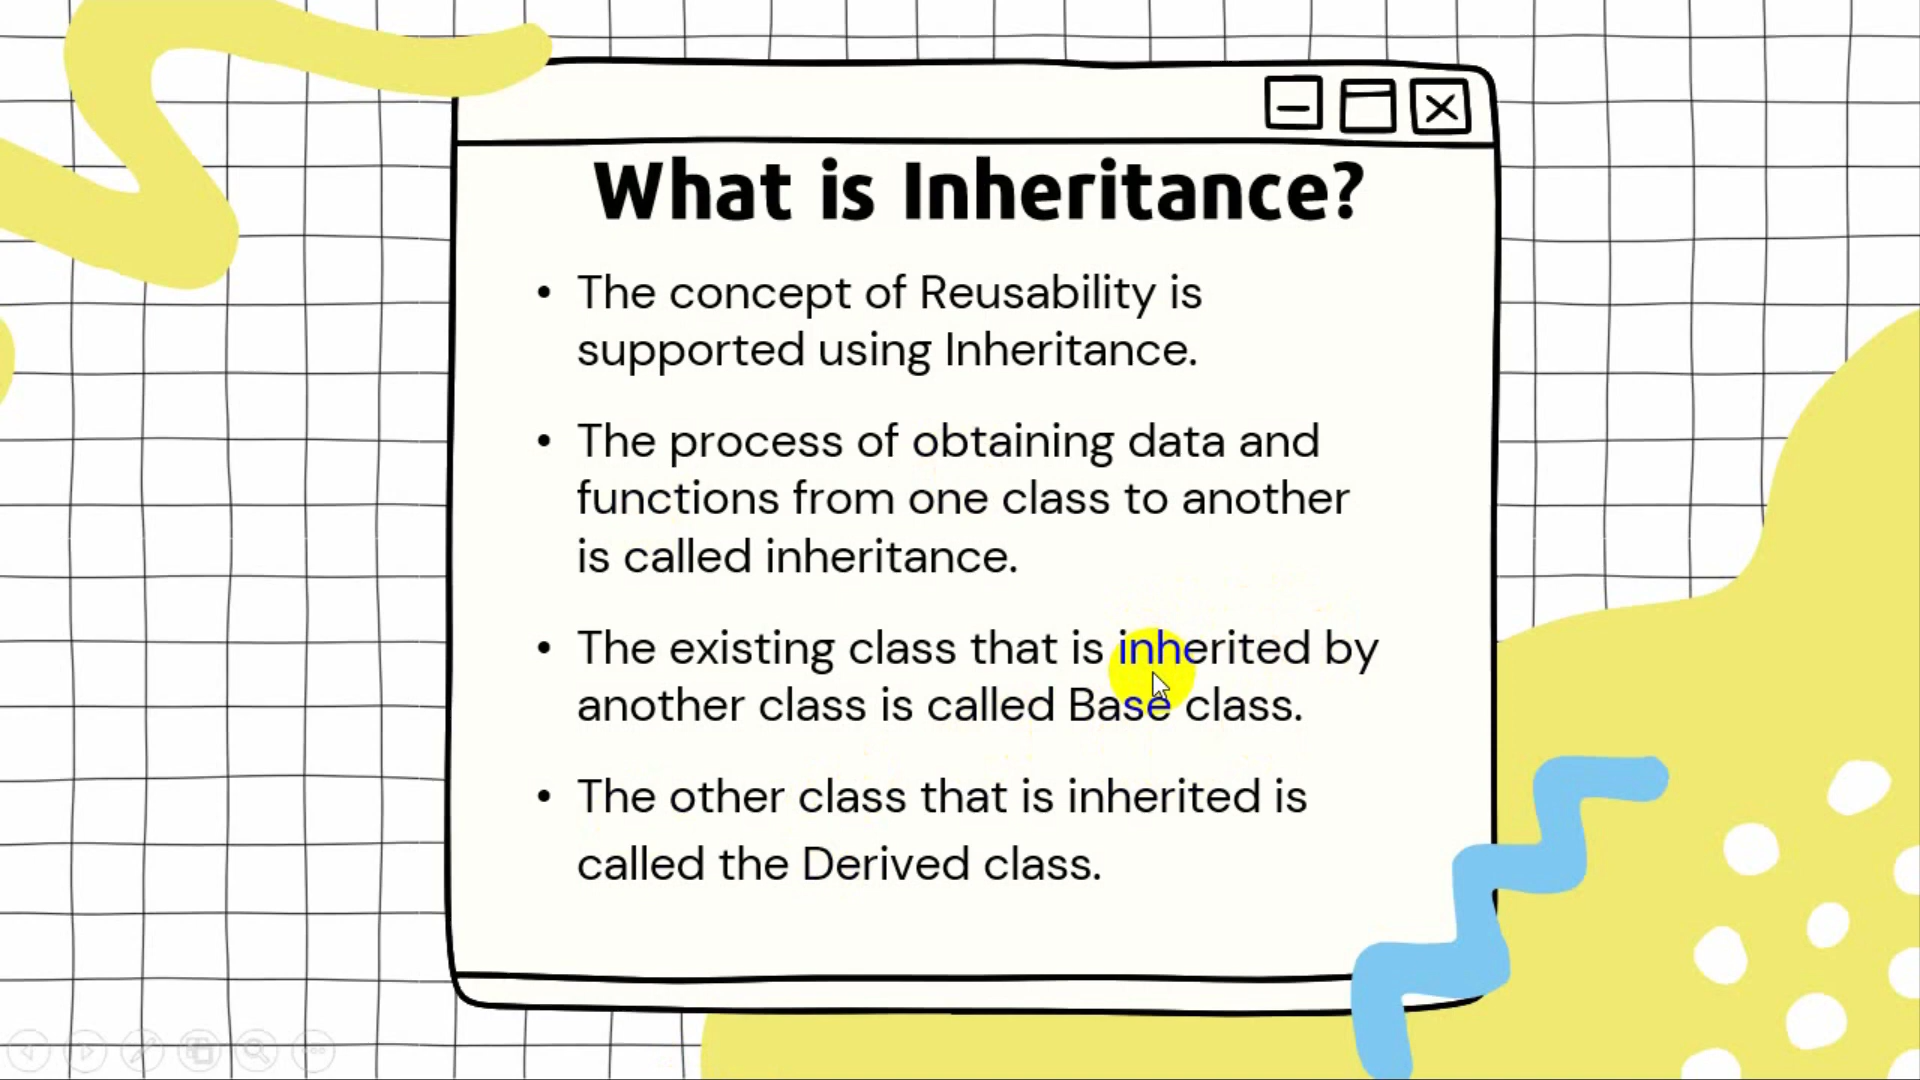 What is Inheritance?
• The concept of Reusability is
supported using Inheritance.
• The process of obtaining data and
functions from one class to another
is called inheritance.
• The existing class that is inherited by
another class is called Base class.
• The other class that is inherited is
called the Derived class.